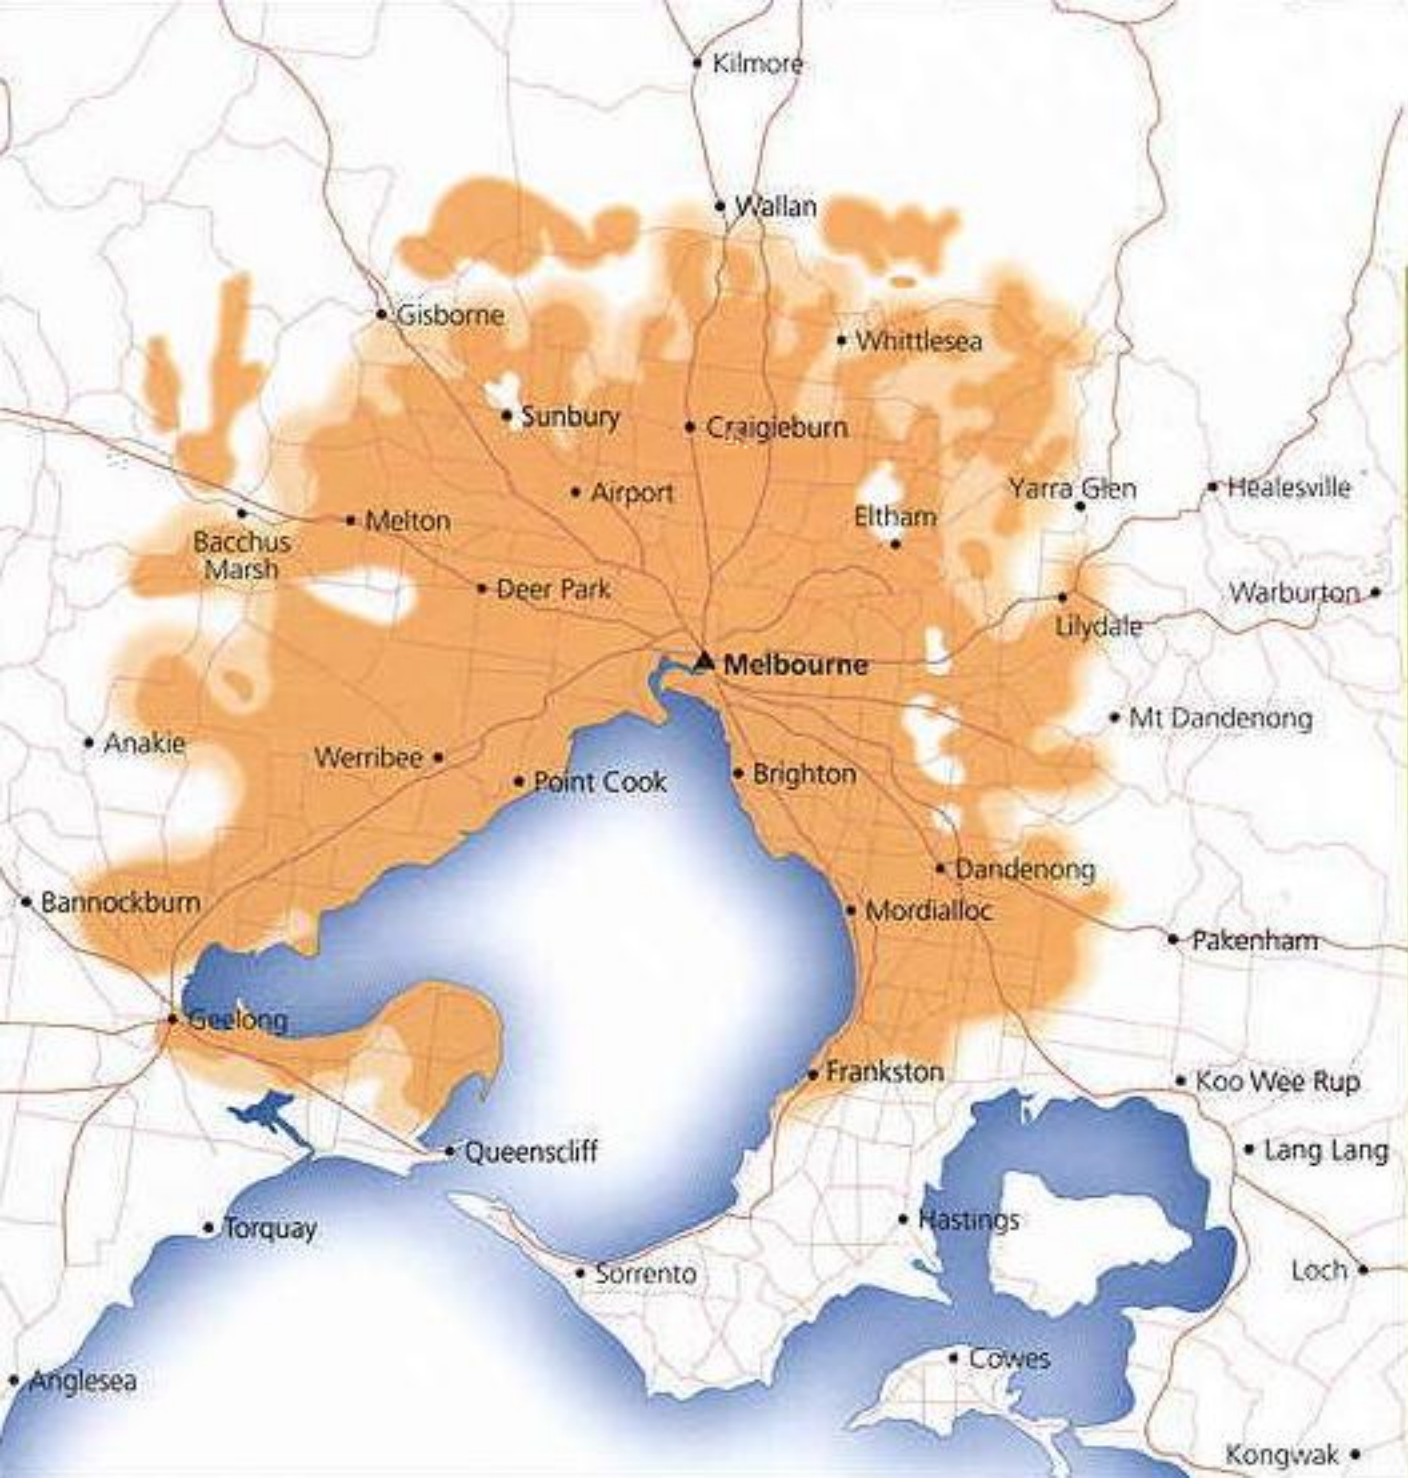 Kilmore
Wallan
Gisborne
Whittlesea
Sunbury
Craigieburn
Airport
Yarra Glen
Healesville
Eltham
Melton
Bacchus
Marsh
Deer Park
Warburton
Lilydale
Melbourne
Mt Dandenong
Anakie
Werribee
Point Cook
Brighton
Dandenong
Bannockburn
Mordialloc
Pakenham
Geelong
Frankston
Koo Wee Rup
Queenscliff
Lang Lang
Torquay
Hastings
Sorrento
Loch
Cowes
Anglesea
Kongwak